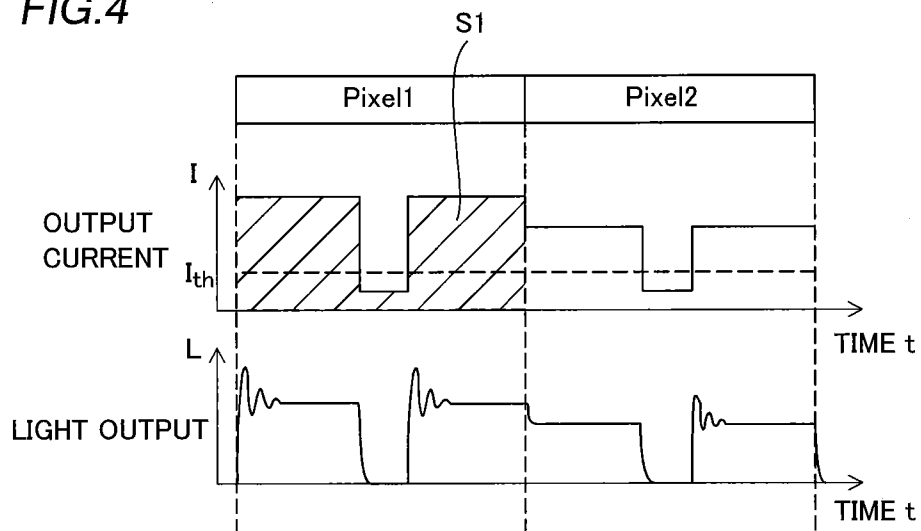 FIG.4
S1
Pixel1 Pixel2
I
OUTPUT
CURRENT
Ith
TIME t
L
LIGHT OUTPUT
TIME t